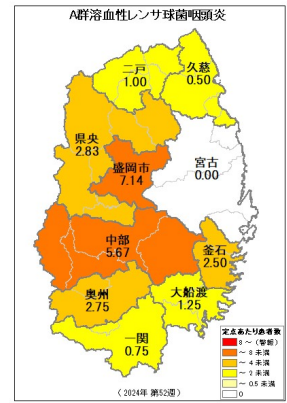 A群溶血性レンサ球菌咽頭炎
二戸
1.00
久慈
0.50
県央
2.83
盛岡市
7.14
宮古
0.00
中部
5.67
釜石
2.50
奥州
2.75
大船渡
1.25
一関
0.75
定点あたり患者数
8～（警報）
～8未満
～4未満
～2未満
～0.5未満
0
（2024年 第52週）